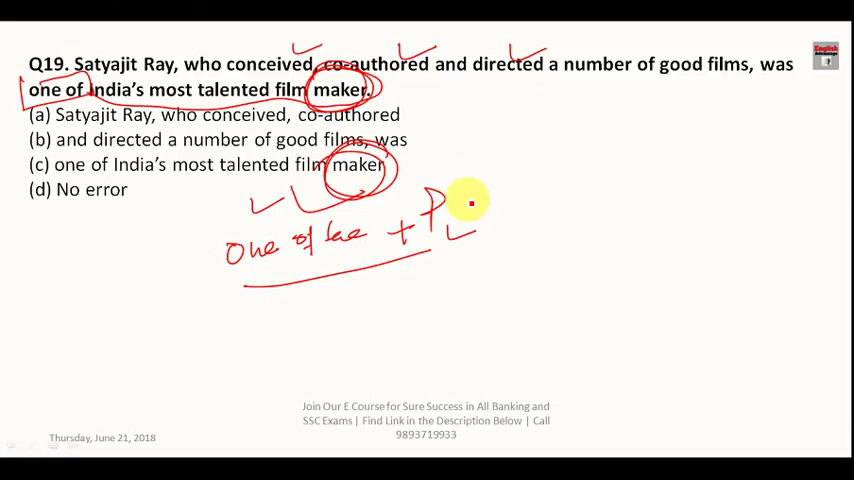 Q19. Satyajit Ray, who conceived, co-authored and directed a number of good films, was
one of India's most talented film maker.
(a) Satyajit Ray, who conceived, co-authored
(b) and directed a number of good films, was
(c) one of India's most talented film maker
(d) No error
One of the + P
English
Advantage
Join Our E Course for Sure Success in All Banking and
SSC Exams | Find Link in the Description Below | Call
9893719933
Thursday, June 21, 2018